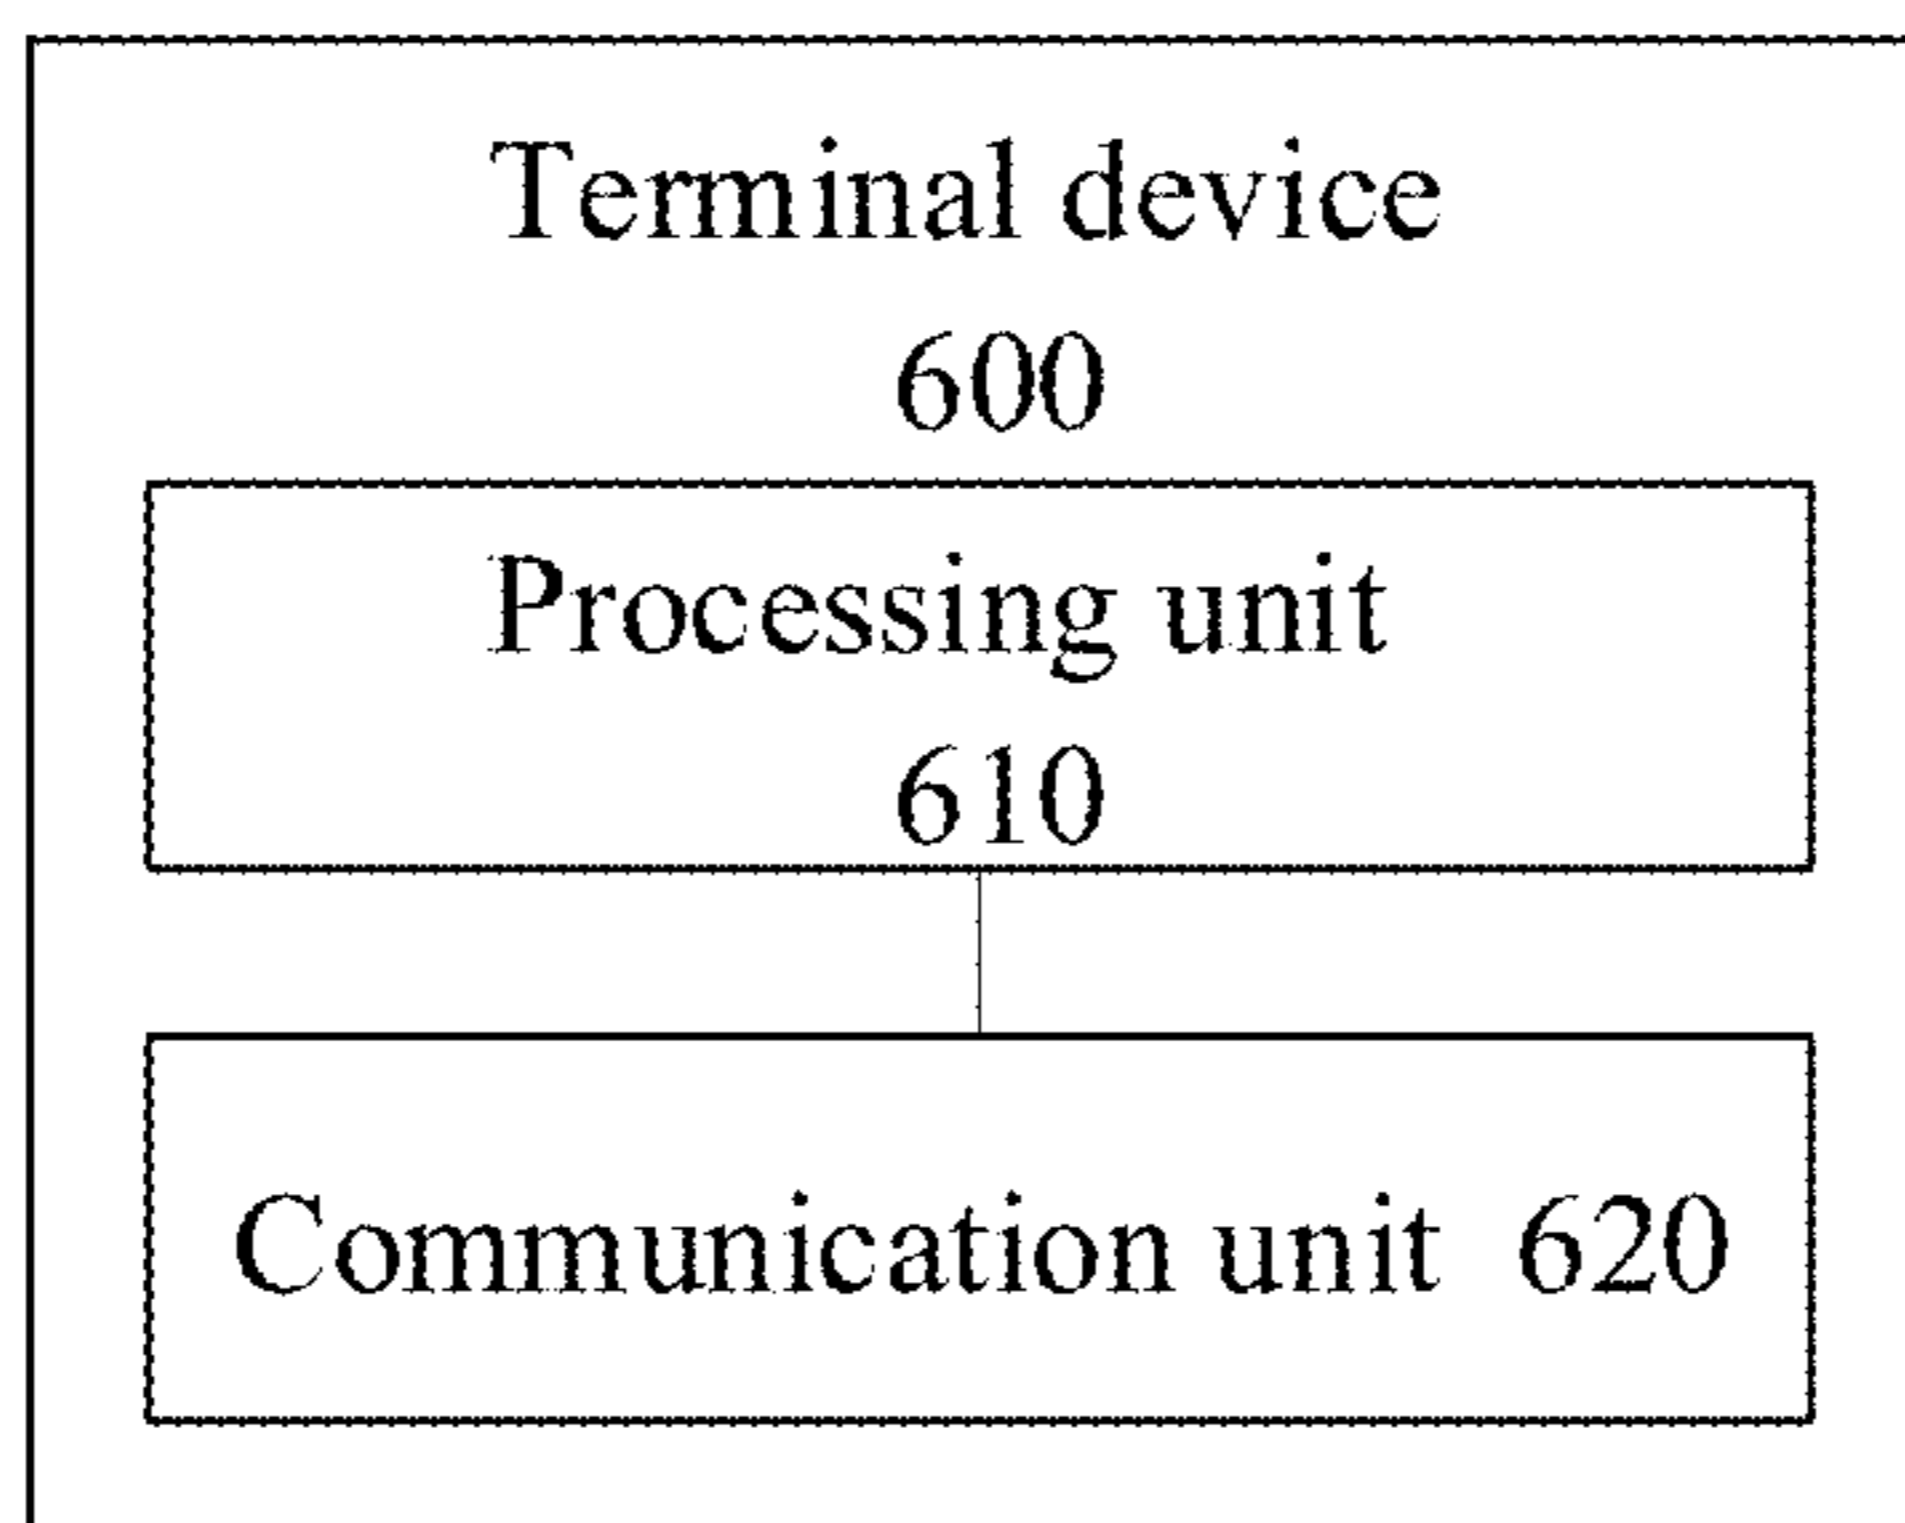 Terminal device
600
Processing unit
610
Communication unit 620